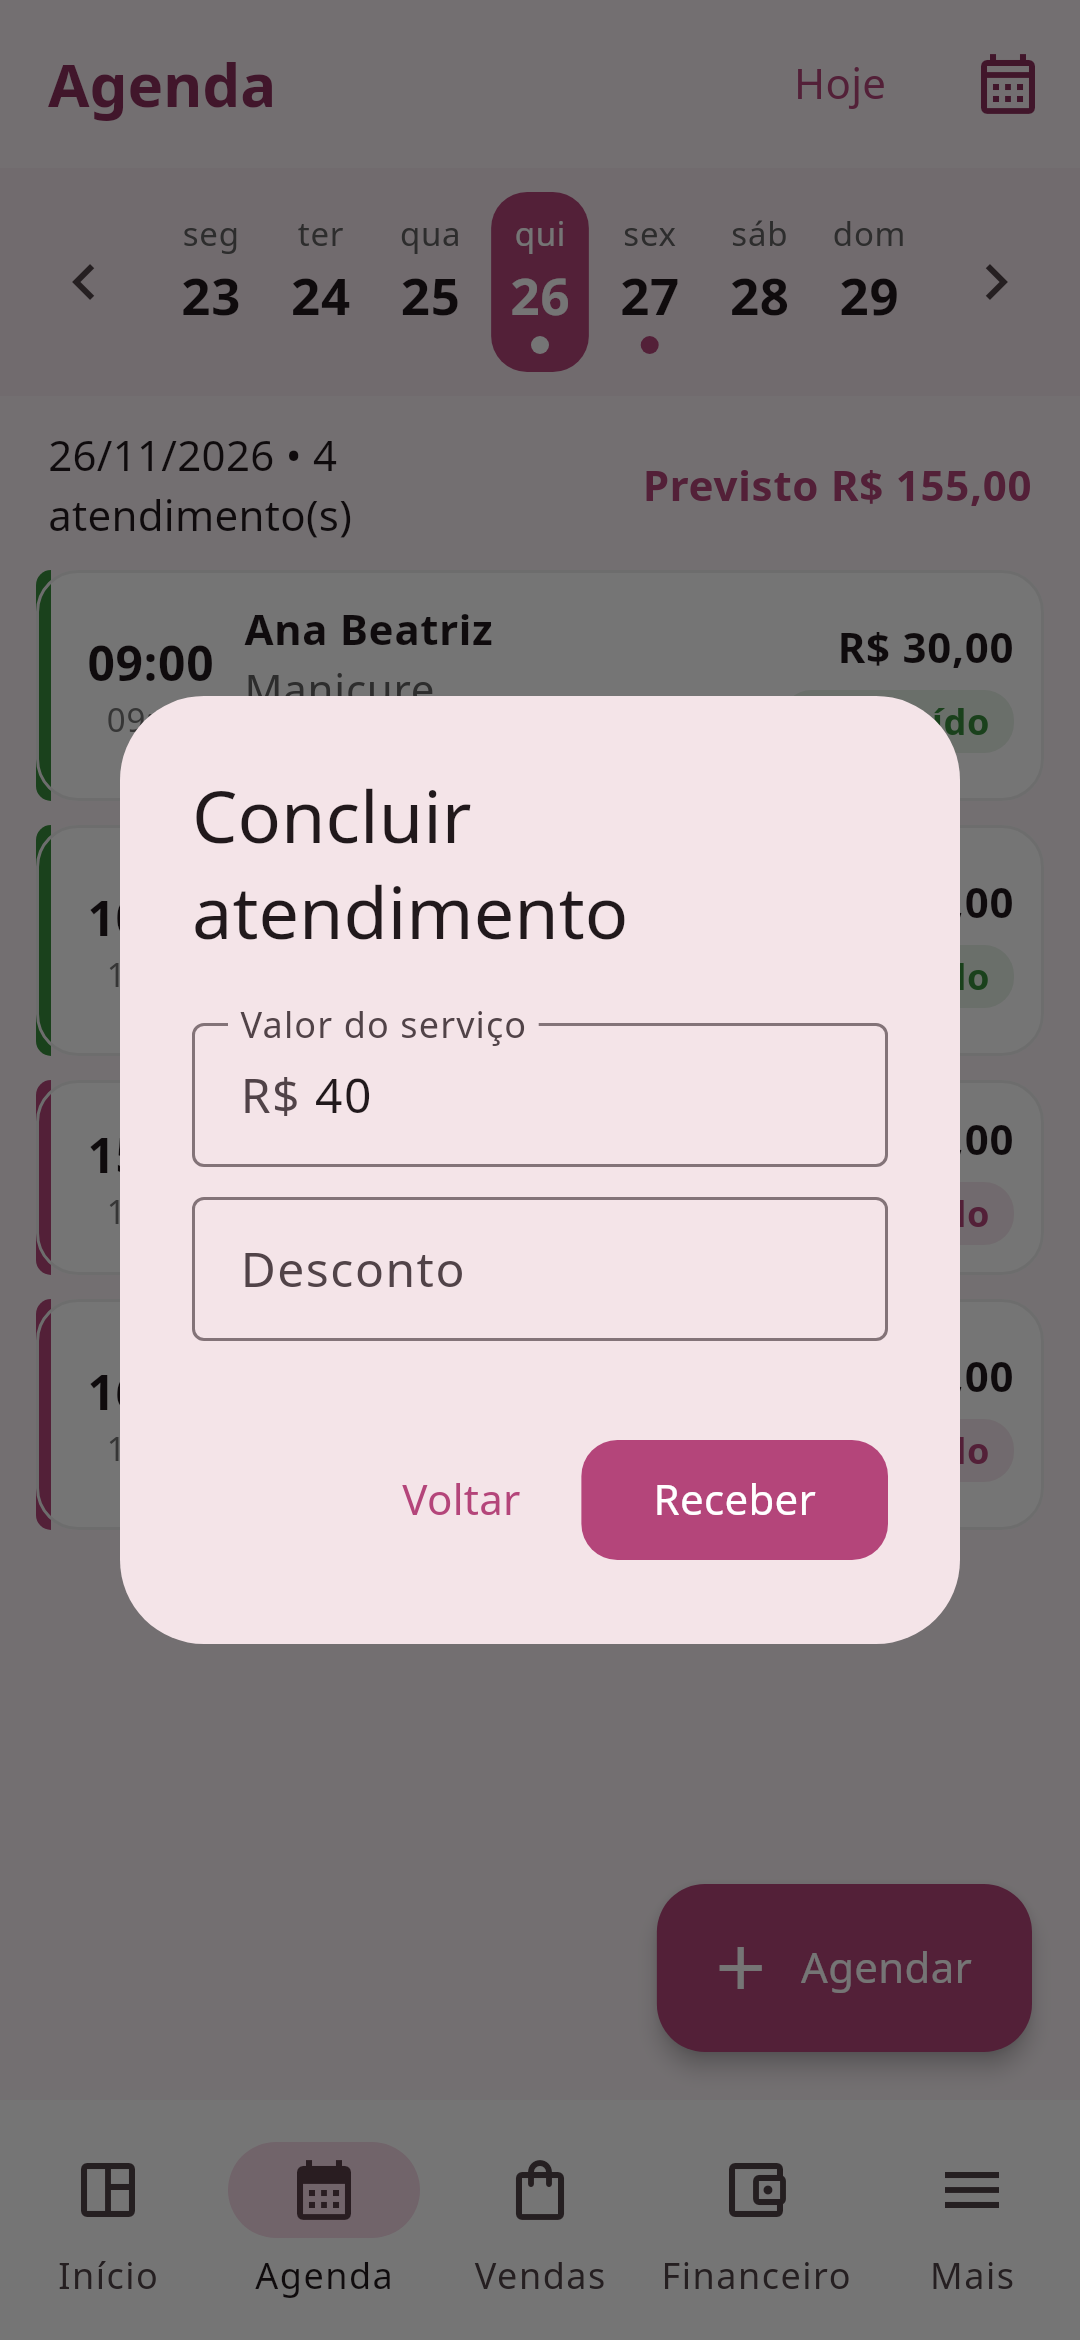 Agenda
Hoje
seg ter qua qui sex sáb dom
23 24 25 26 27 28 29
26/11/2026 • 4
atendimento(s)
Previsto R$ 155,00
Ana Beatriz
09:00
R$ 30,00
Manicure
Concluir
atendimento
Valor do serviço
R$ 40
Desconto
Voltar
Receber
Agendar
Início
Agenda
Vendas
Financeiro
Mais